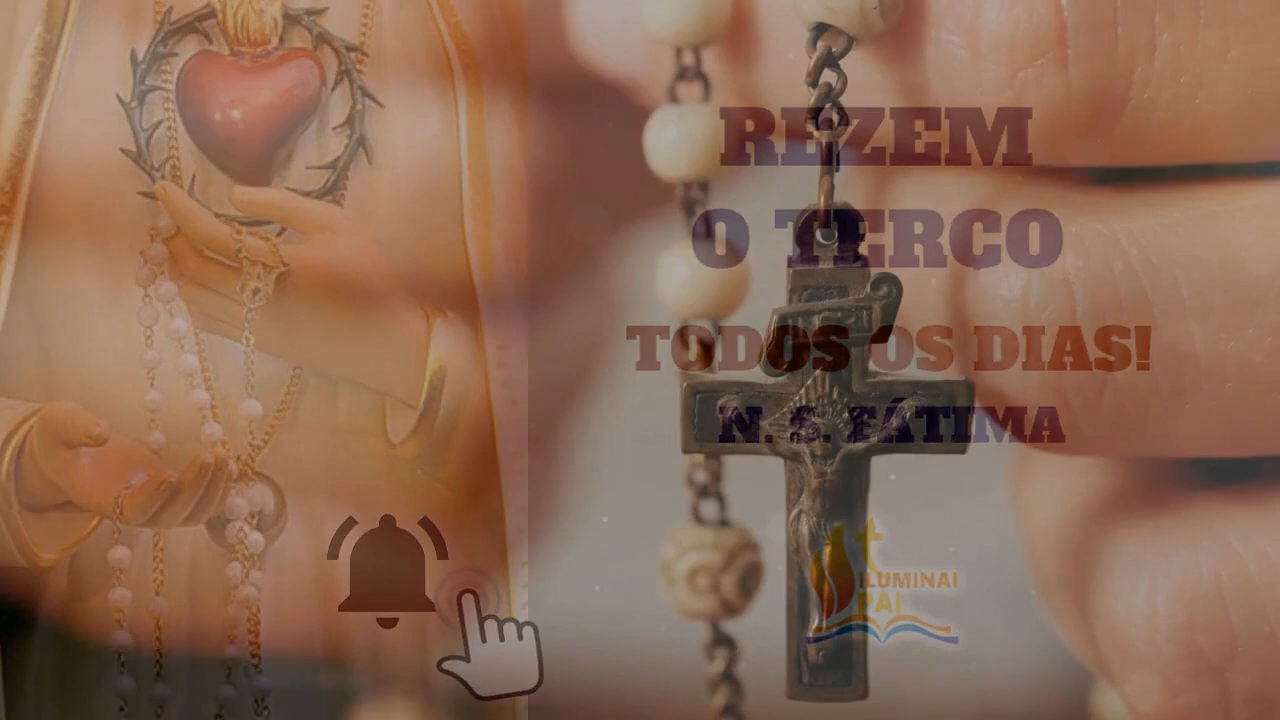 REZEM
O TERÇO
TODOS OS DIAS!
N. S. FÁTIMA
ILUMINAI
PAI